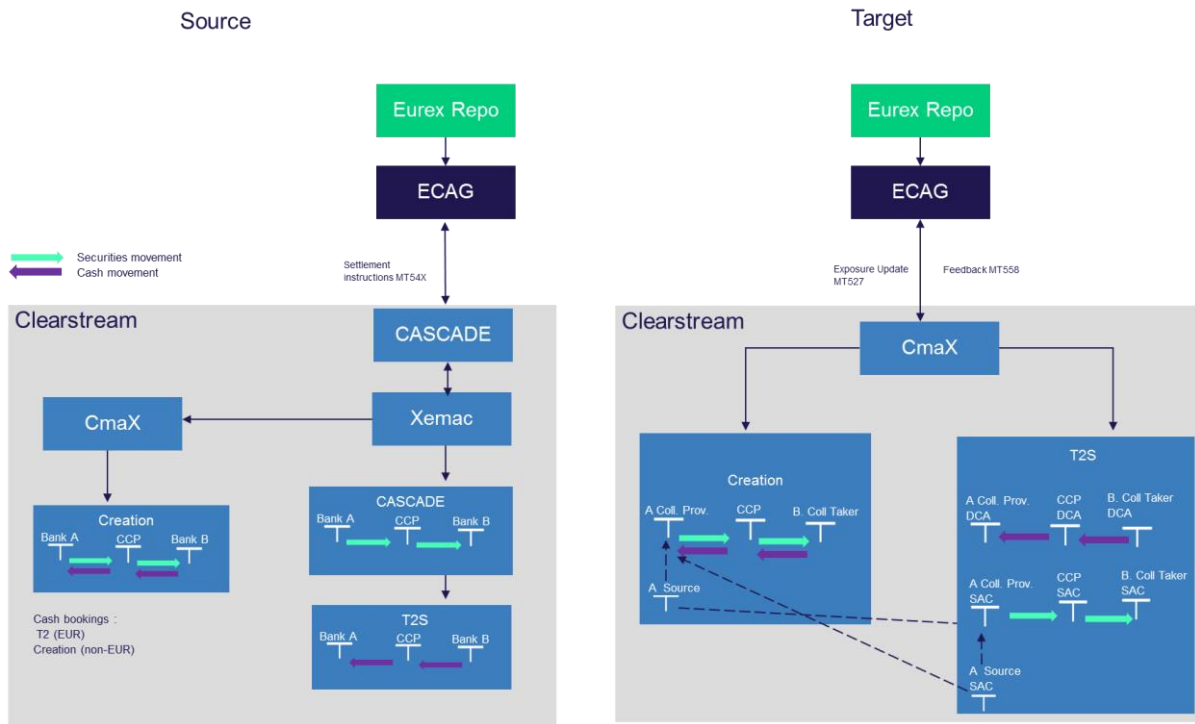 Source
Target
Eurex Repo
ECAG
Securities movement
Cash movement
Settlement
instructions MT54X
Clearstream
CASCADE
Xemac
CmaX
Creation
Bank A
CCP
Bank B
CASCADE
Bank A
CCP
Bank B
T2S
Bank A
CCP
Bank B
Cash bookings :
T2 (EUR)
Creation (non-EUR)
Eurex Repo
ECAG
Exposure Update
MT527
Feedback MT558
Clearstream
CmaX
Creation
A Coll. Prov.
CCP
B. Coll Taker
A. Source
T2S
A Coll. Prov.
DCA
CCP
DCA
B. Coll Taker
DCA
A Coll. Prov.
SAC
CCP
SAC
B. Coll Taker
SAC
A. Source
SAC